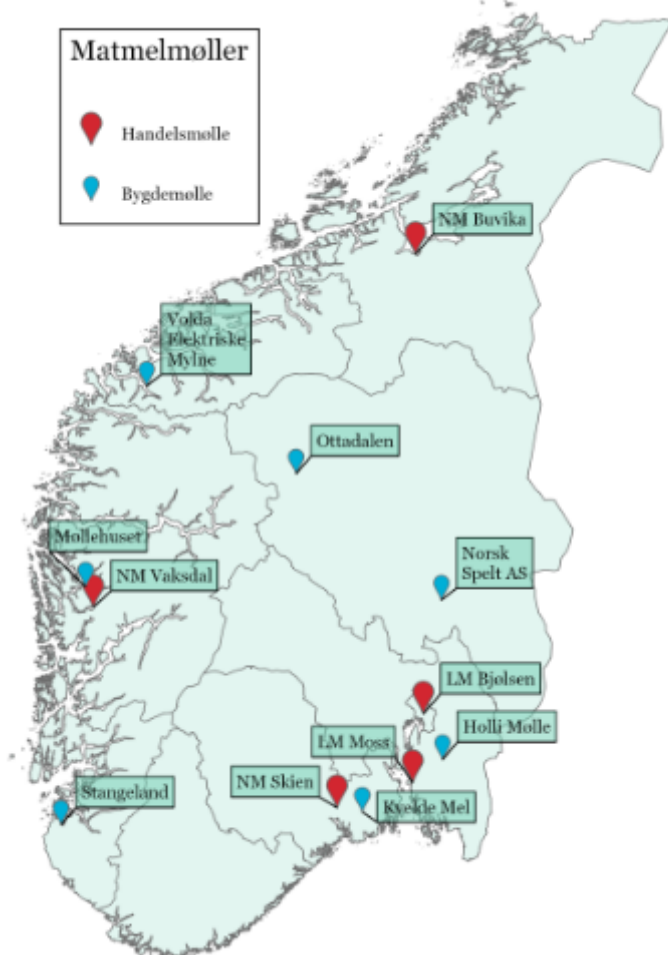 Matmelmøller
Handelsmølle
Bygdemølle
NM Buvika
Volda
Elektriske
Mylne
Ottadalen
Møllehuset
NM Vaksdal
Norsk
Spelt AS
LM Bjølsen
Holli Mølle
LM Moss
NM Skien
Kvelde Mel
Stangeland